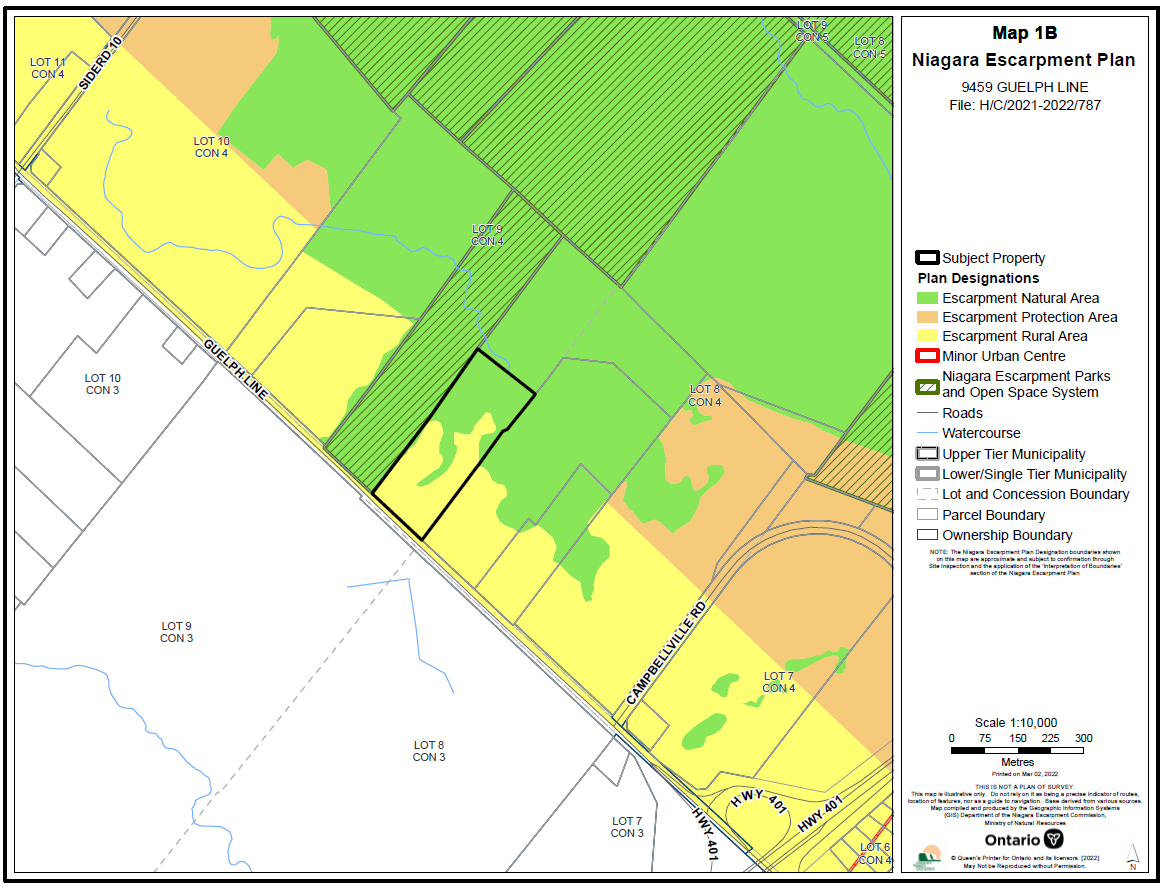 LOT 9
CON 5
LOT 8
CON 5
LOT 11
CON 4
SIDERD 10
LOT 10
CON 4
LOT 9
CON 4
GUELPH LINE
LOT 10
CON 3
LOT 8
CON 4
LOT 9
CON 3
CAMPBELLVILLE RD
LOT 7
CON 4
LOT 8
CON 3
HWY 401
HWY 401
HWY 401
LOT 7
CON 3
LOT 6
CON 4
Map 1B
Niagara Escarpment Plan
9459 GUELPH LINE
File: H/C/2021-2022/787
Subject Property
Plan Designations
Escarpment Natural Area
Escarpment Protection Area
Escarpment Rural Area
Minor Urban Centre
Niagara Escarpment Parks
and Open Space System
Roads
Watercourse
Upper Tier Municipality
Lower/Single Tier Municipality
Lot and Concession Boundary
Parcel Boundary
Ownership Boundary
NOTE: The Niagara Escarpment Plan Designation boundaries shown
on this map are approximate and subject to confirmation through
Site Inspection and the application of the 'Interpretation of Boundaries'
section of the Niagara Escarpment Plan
Scale 1:10,000
0 75 150 225 300
Metres
Printed on Mar 02, 2022
THIS IS NOT A PLAN OF SURVEY.
This map is illustrative only. Do not rely on it as being a precise indicator of routes,
location of features, nor as a guide to navigation. Base derived from various sources.
Map compiled and produced by the Geographic Information Systems
(GIS) Department of the Niagara Escarpment Commission,
Ministry of Natural Resources
Ontario
© Queen's Printer for Ontario and its licensors. [2022]
May Not be Reproduced without Permission.
N